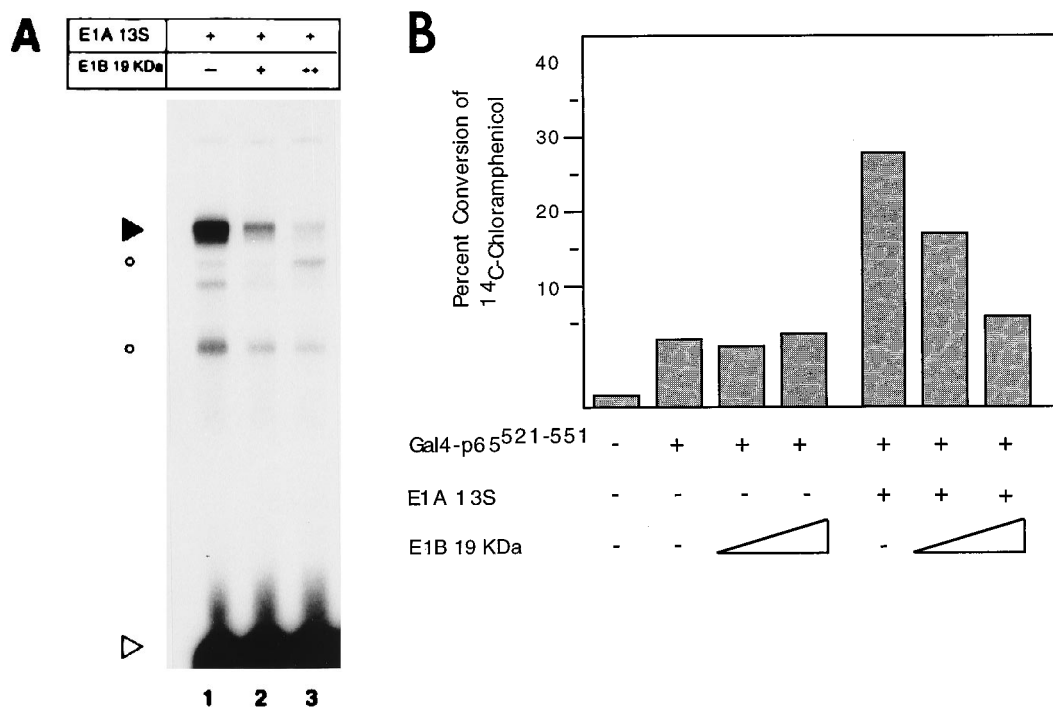 A
E1A 13S + + +
E1B 19 KDa – + ++
1 2 3
B
Percent Conversion of
14C-Chloramphenicol
40
30
20
10
Gal4-p65521-551 - + + + + + +
E1A 13S - - - - + + +
E1B 19 KDa - - -